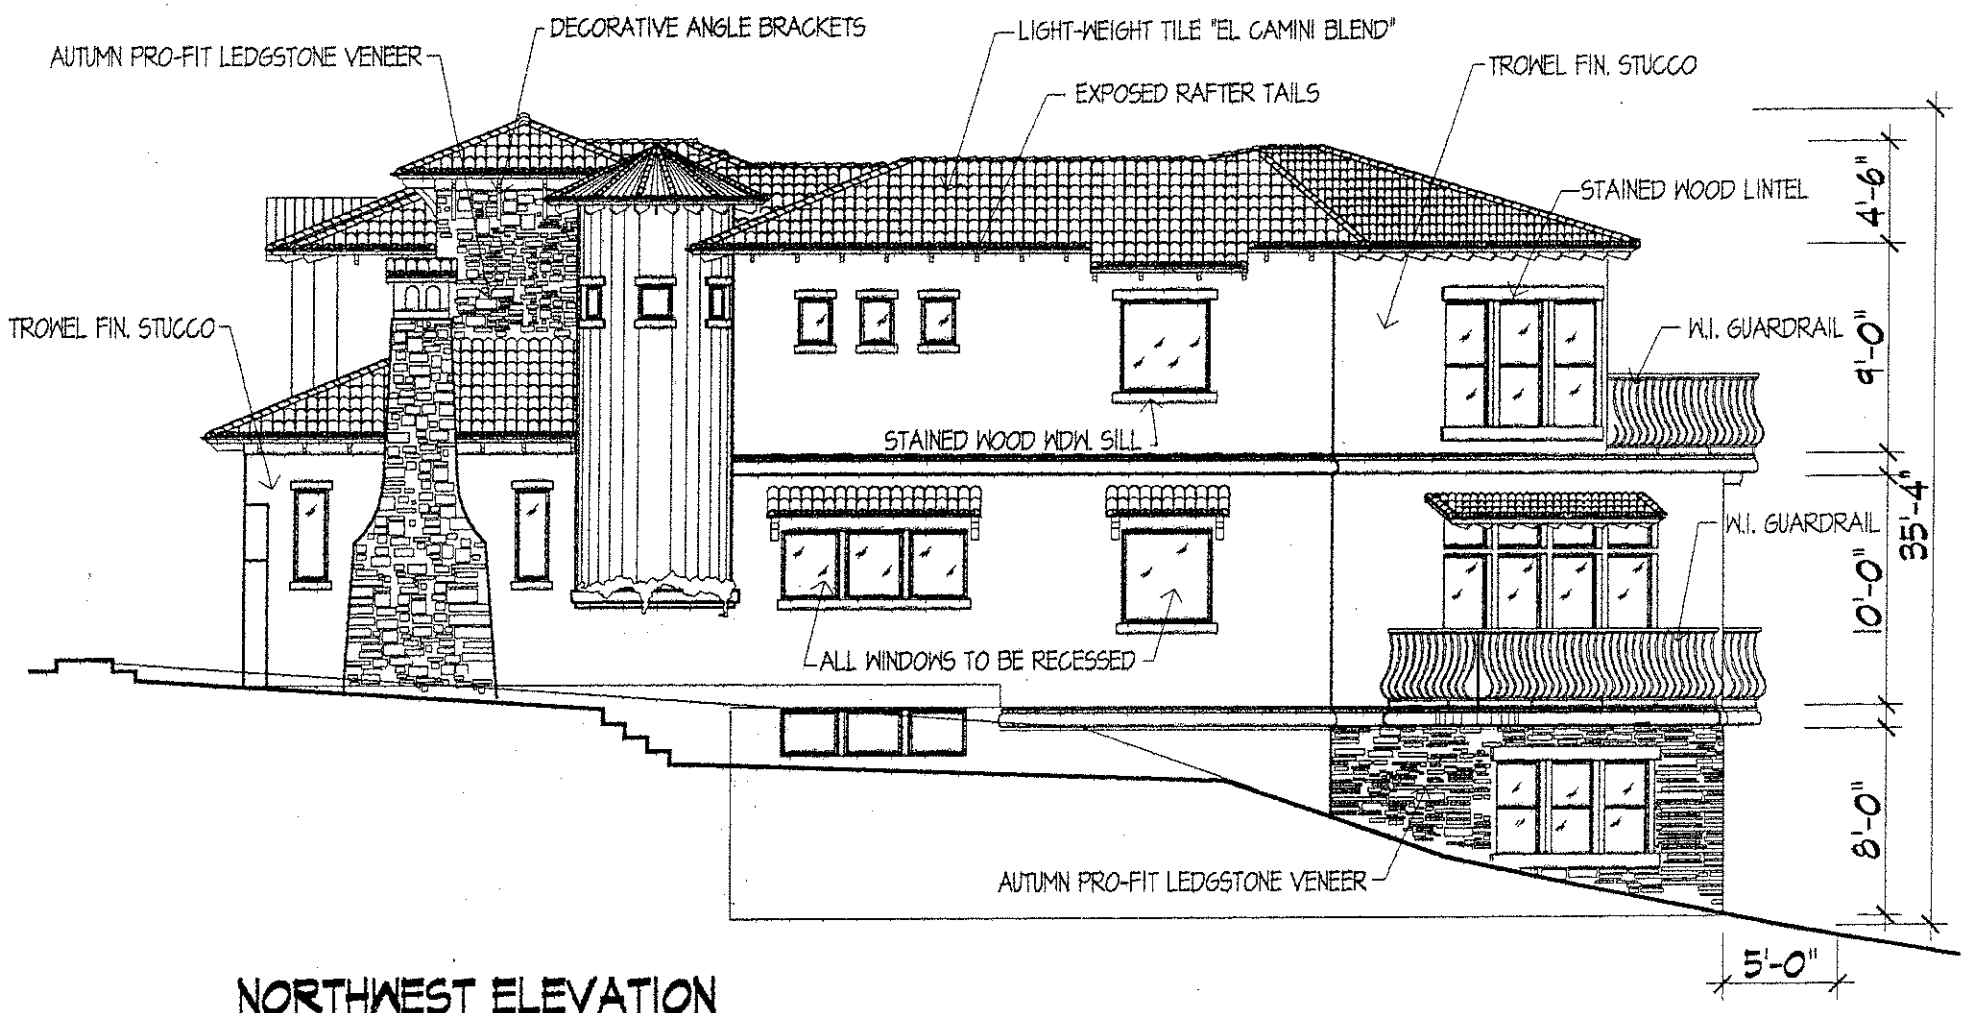 DECORATIVE ANGLE BRACKETS
LIGHT-WEIGHT TILE "EL CAMINI BLEND"
AUTUMN PRO-FIT LEDGSTONE VENEER
TROWEL FIN. STUCCO
EXPOSED RAFTER TAILS
STAINED WOOD LINTEL
4'-6"
TROWEL FIN. STUCCO
W.I. GUARDRAIL
9'-0"
STAINED WOOD WDW. SILL
W.I. GUARDRAIL
35'-4"
10'-0"
ALL WINDOWS TO BE RECESSED
8'-0"
AUTUMN PRO-FIT LEDGSTONE VENEER
5'-0"
NORTHWEST ELEVATION